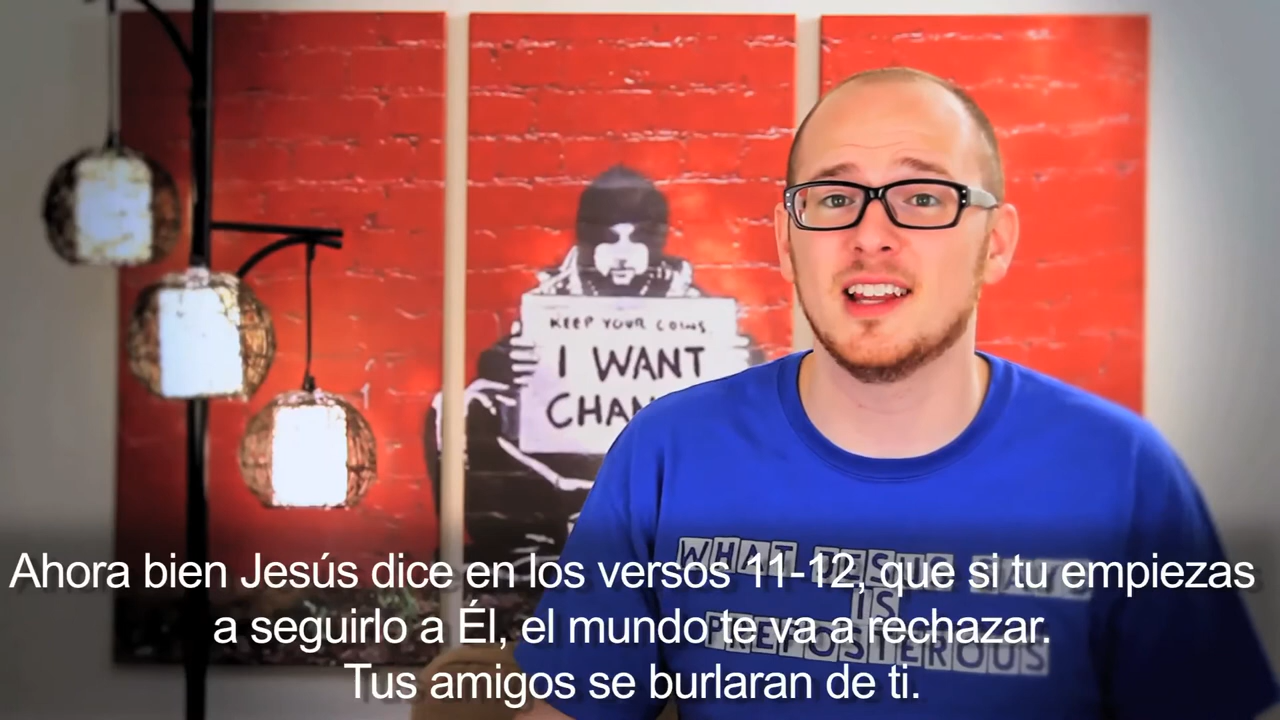 KEEP YOUR COINS,
I WANT
CHAN
WHAT JESUS
IS
PREPOSTEROUS
Ahora bien Jesús dice en los versos 11-12, que si tu empiezas
a seguirlo a Él, el mundo te va a rechazar.
Tus amigos se burlaran de ti.